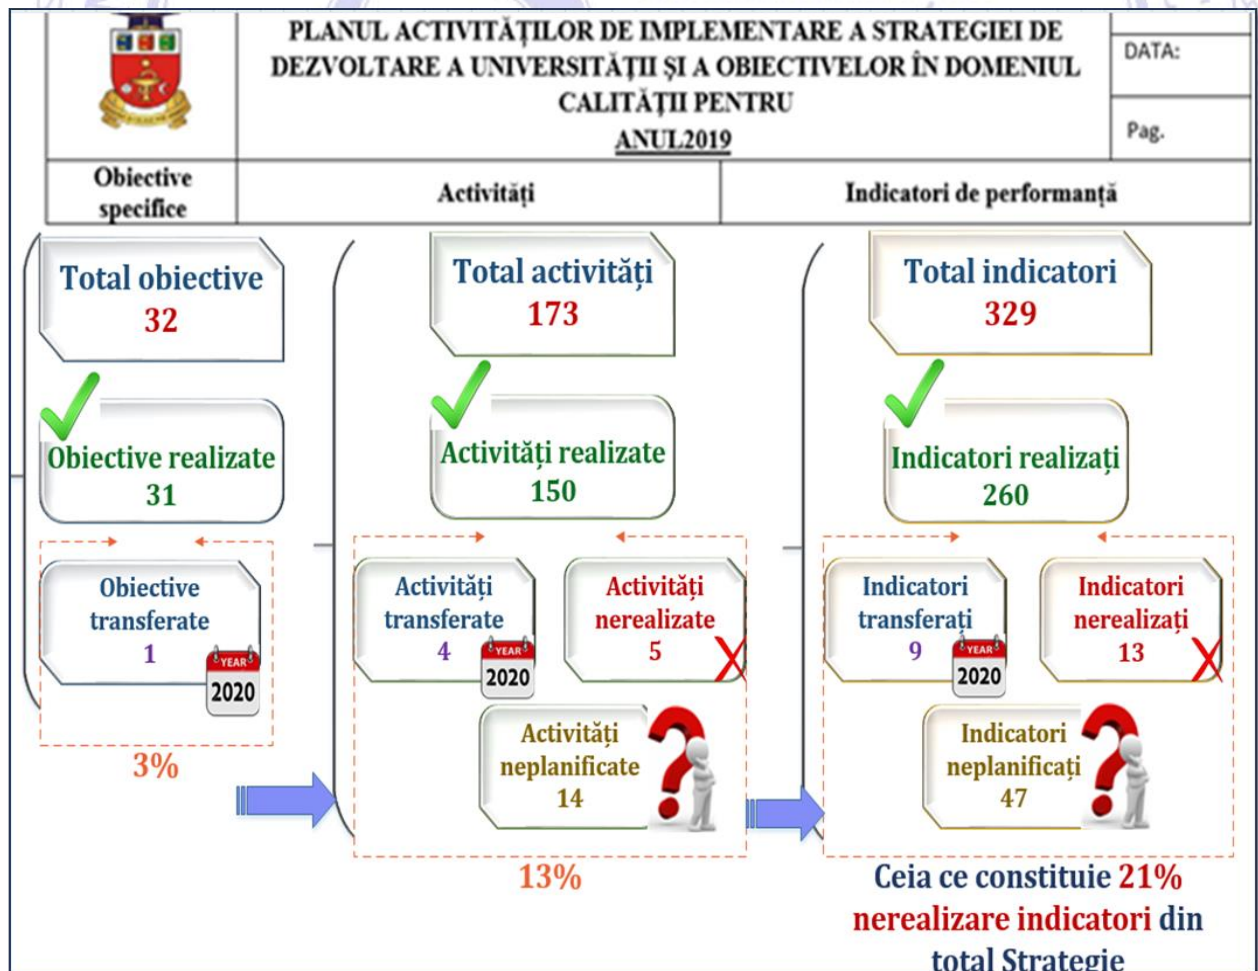 PLANUL ACTIVITĂȚILOR DE IMPLEMENTARE A STRATEGIEI DE
DEZVOLTARE A UNIVERSITĂȚII ȘI A OBIECTIVELOR ÎN DOMENIUL
CALITĂȚII PENTRU
ANUL2019
DATA:
Pag.
Obiective
specifice
Activități
Indicatori de performanță
Total obiective
32
Total activități
173
Total indicatori
329
Obiective realizate
31
Activități realizate
150
Indicatori realizați
260
Obiective
transferate
1
YEAR
2020
3%
Activități
transferate
4
YEAR
2020
Activități
nerealizate
5
Activități
neplanificate
14
13%
Indicatori
transferați
9
YEAR
2020
Indicatori
nerealizați
13
Indicatori
neplanificați
47
Ceia ce constituie 21%
nerealizare indicatori din
total Strategie